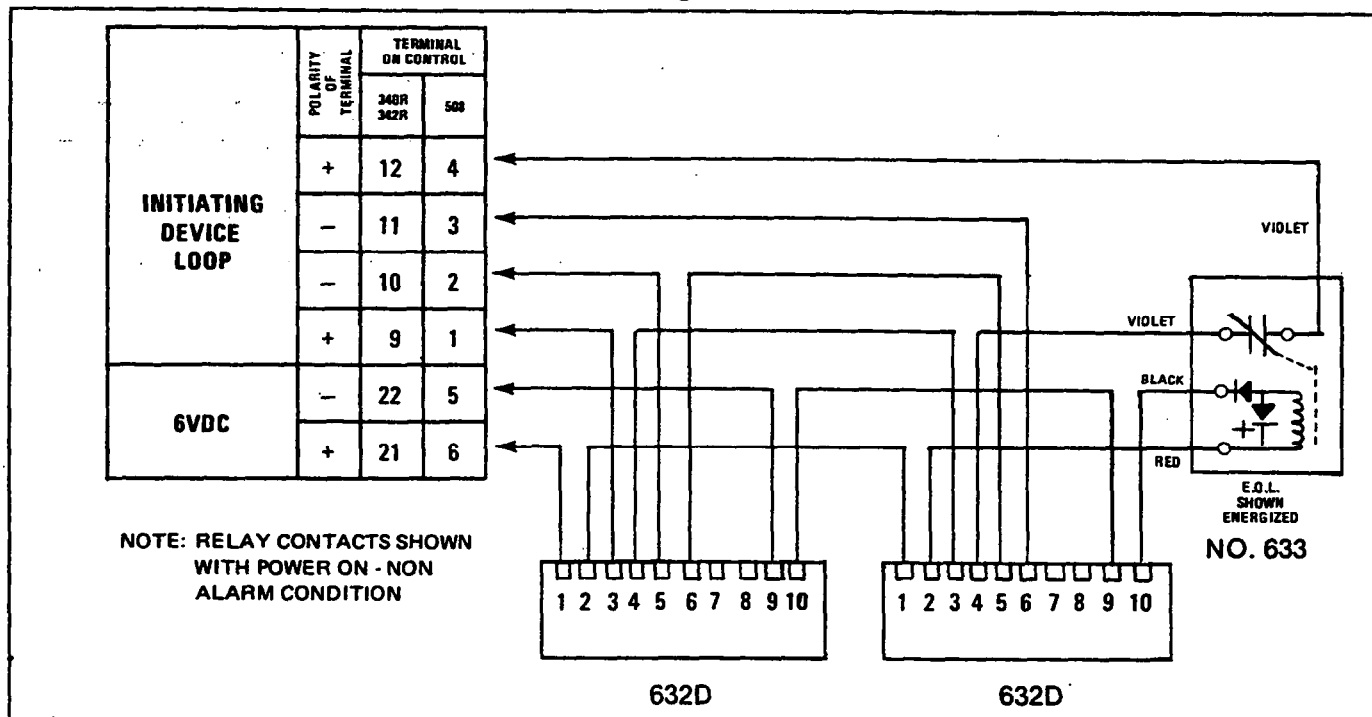 POLARITY OF TERMINAL
TERMINAL
ON CONTROL
340R
342R
508
INITIATING
DEVICE
LOOP
+ 12 4
− 11 3
− 10 2
+ 9 1
6VDC
− 22 5
+ 21 6
VIOLET
VIOLET
BLACK
+
RED
E.O.L.
SHOWN
ENERGIZED
NO. 633
NOTE: RELAY CONTACTS SHOWN
WITH POWER ON - NON
ALARM CONDITION
1 2 3 4 5 6 7 8 9 10
1 2 3 4 5 6 7 8 9 10
632D
632D